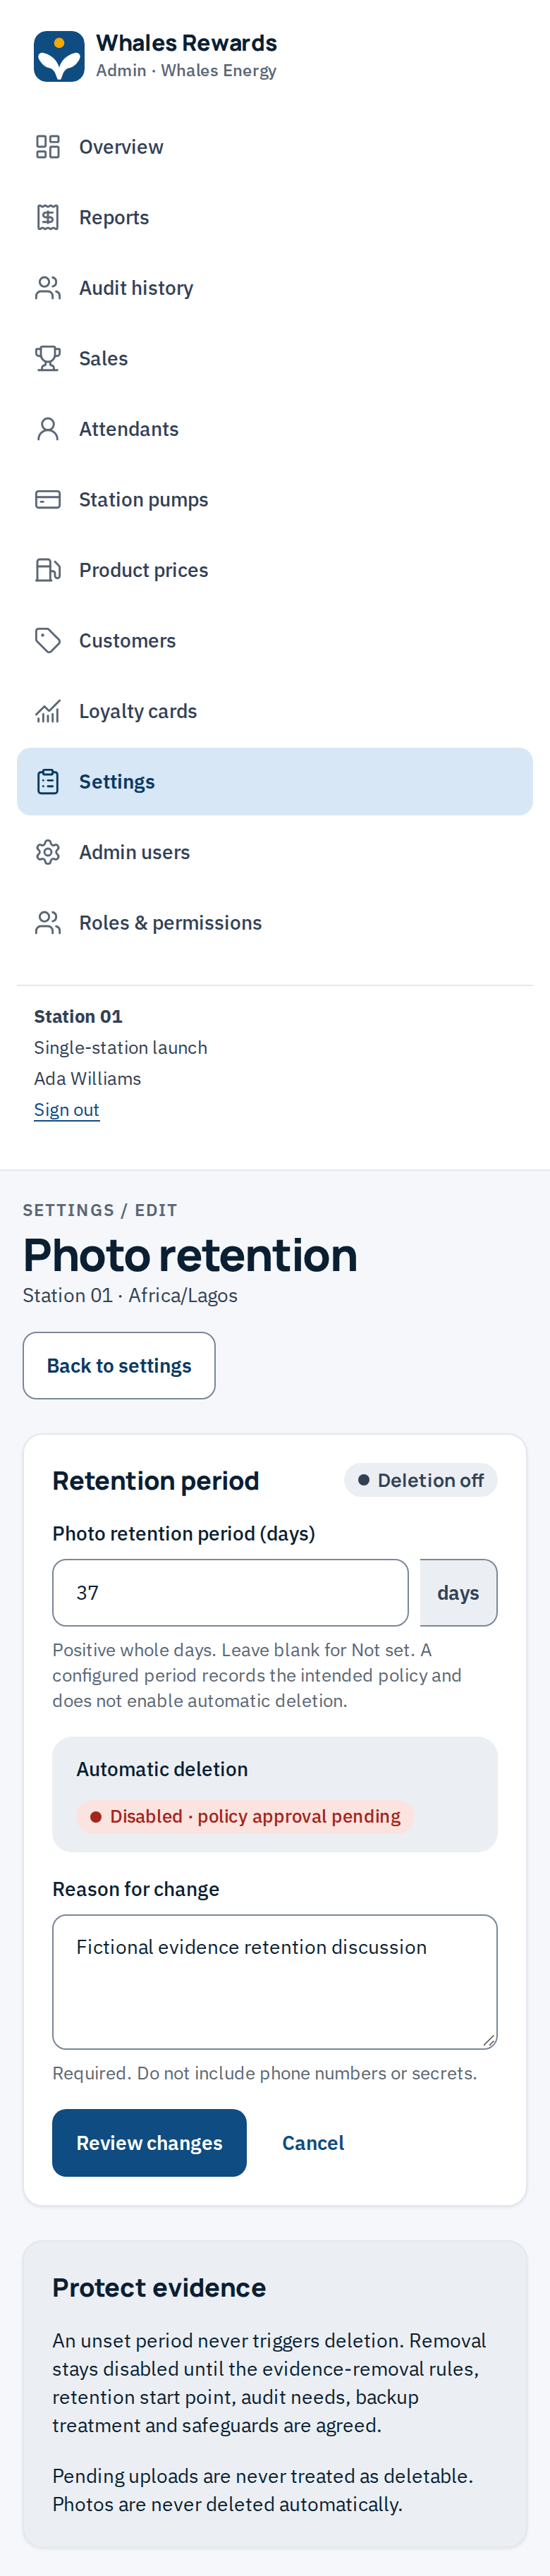 Whales Rewards
Admin · Whales Energy
Overview
Reports
Audit history
Sales
Attendants
Station pumps
Product prices
Customers
Loyalty cards
Settings
Admin users
Roles & permissions
Station 01
Single-station launch
Ada Williams
Sign out
SETTINGS / EDIT
Photo retention
Station 01 · Africa/Lagos
Back to settings
Retention period
Deletion off
Photo retention period (days)
37
days
Positive whole days. Leave blank for Not set. A
configured period records the intended policy and
does not enable automatic deletion.
Automatic deletion
Disabled · policy approval pending
Reason for change
Fictional evidence retention discussion
Required. Do not include phone numbers or secrets.
Review changes
Cancel
Protect evidence
An unset period never triggers deletion. Removal
stays disabled until the evidence-removal rules,
retention start point, audit needs, backup
treatment and safeguards are agreed.
Pending uploads are never treated as deletable.
Photos are never deleted automatically.